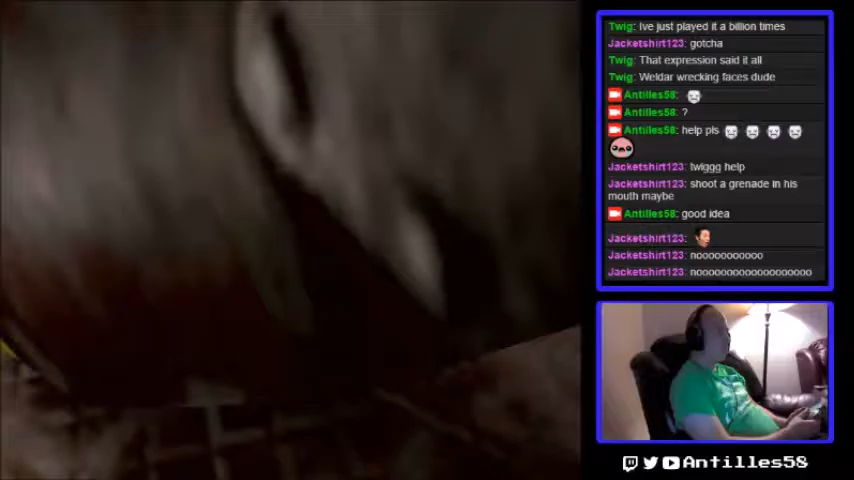 Twig: Ive just played it a billion times
Jacketshirt123: gotcha
Twig: That expression said it all
Twig: Weldar wrecking faces dude
Antilles58:
Antilles58: ?
Antilles58: help pls
Jacketshirt123: twiggg help
Jacketshirt123: shoot a grenade in his
mouth maybe
Antilles58: good idea
Jacketshirt123:
Jacketshirt123: nooooooooooo
Jacketshirt123: noooooooooooooooooooo
Antilles58